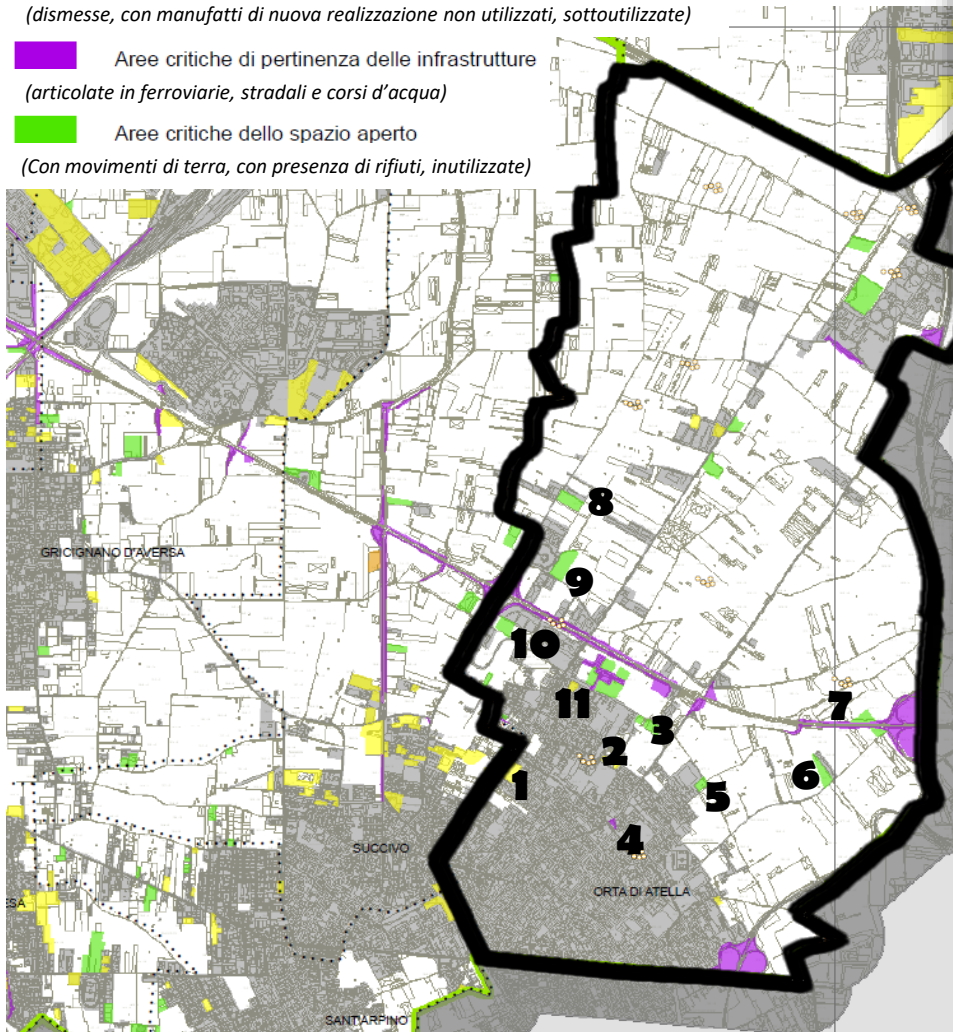 (dismesse, con manufatti di nuova realizzazione non utilizzati, sottoutilizzate)
Aree critiche di pertinenza delle infrastrutture
(articolate in ferroviarie, stradali e corsi d'acqua)
Aree critiche dello spazio aperto
(Con movimenti di terra, con presenza di rifiuti, inutilizzate)
8
GRICIGNANO D'AVERSA
9
10
11
7
3
2
1
6
5
4
SUCCIVO
ORTA DI ATELLA
ESA
SANT'ARPINO